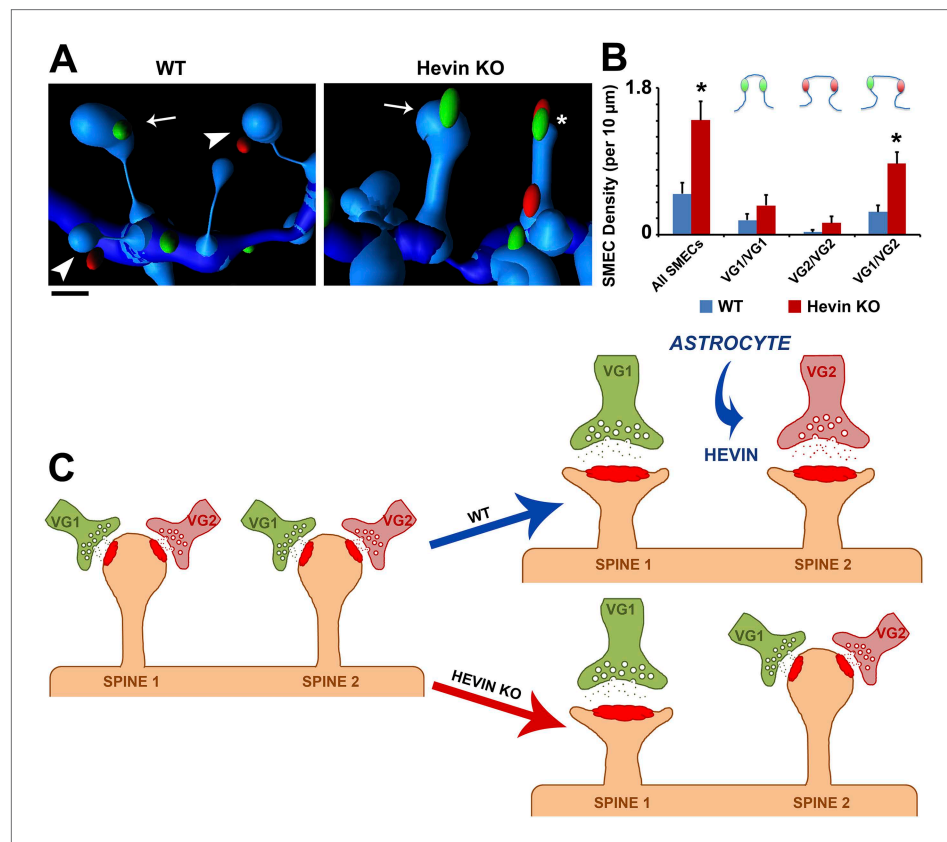 A
WT
Hevin KO
*
B
SMEC Density (per 10 μm)
1.8
0
*
*
All SMECs
VG1/VG1
VG2/VG2
VG1/VG2
WT
Hevin KO
C
VG1
VG2
VG1
VG2
SPINE 1
SPINE 2
WT
ASTROCYTE
HEVIN
VG1
VG2
SPINE 1
SPINE 2
HEVIN KO
VG1
VG1
VG2
SPINE 1
SPINE 2